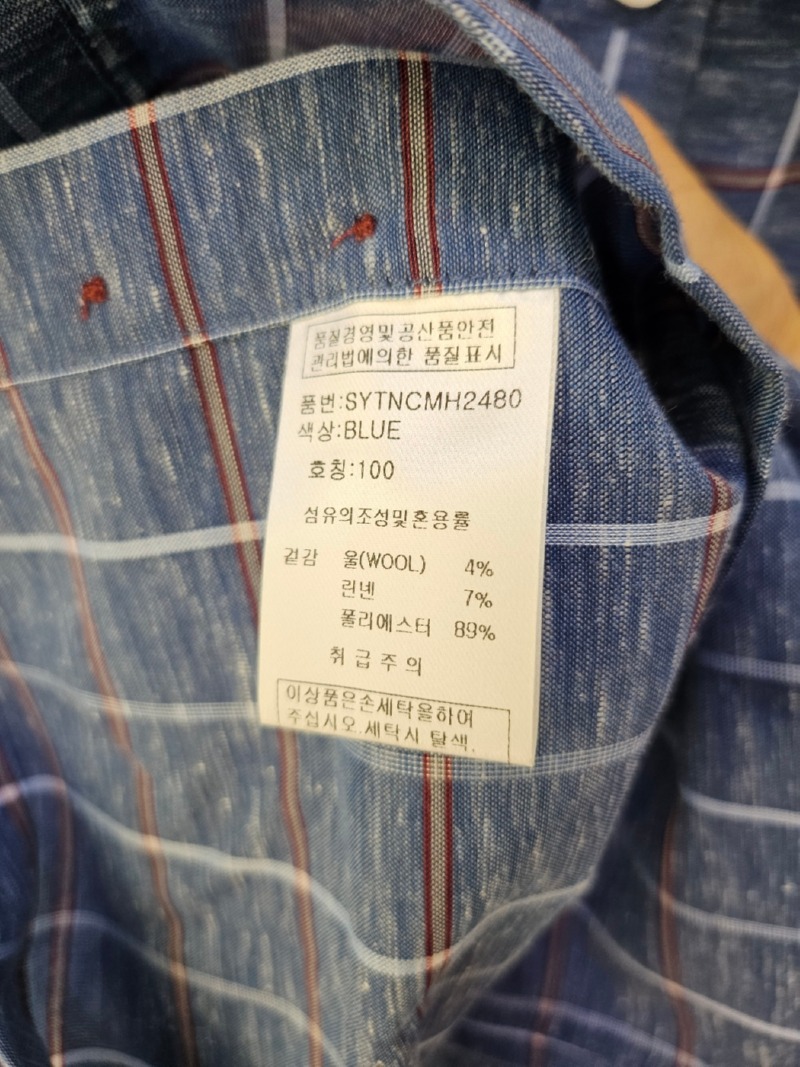 품질경영및공산품안전
관리법에의한 품질표시
품번:SYTNCMH2480
색상:BLUE
호칭:100
섬유의조성및혼용률
겉감 울(WOOL) 4%
린넨 7%
폴리에스터 89%
취급주의
이상품은손세탁을하여
주십시오.세탁시 탈색,